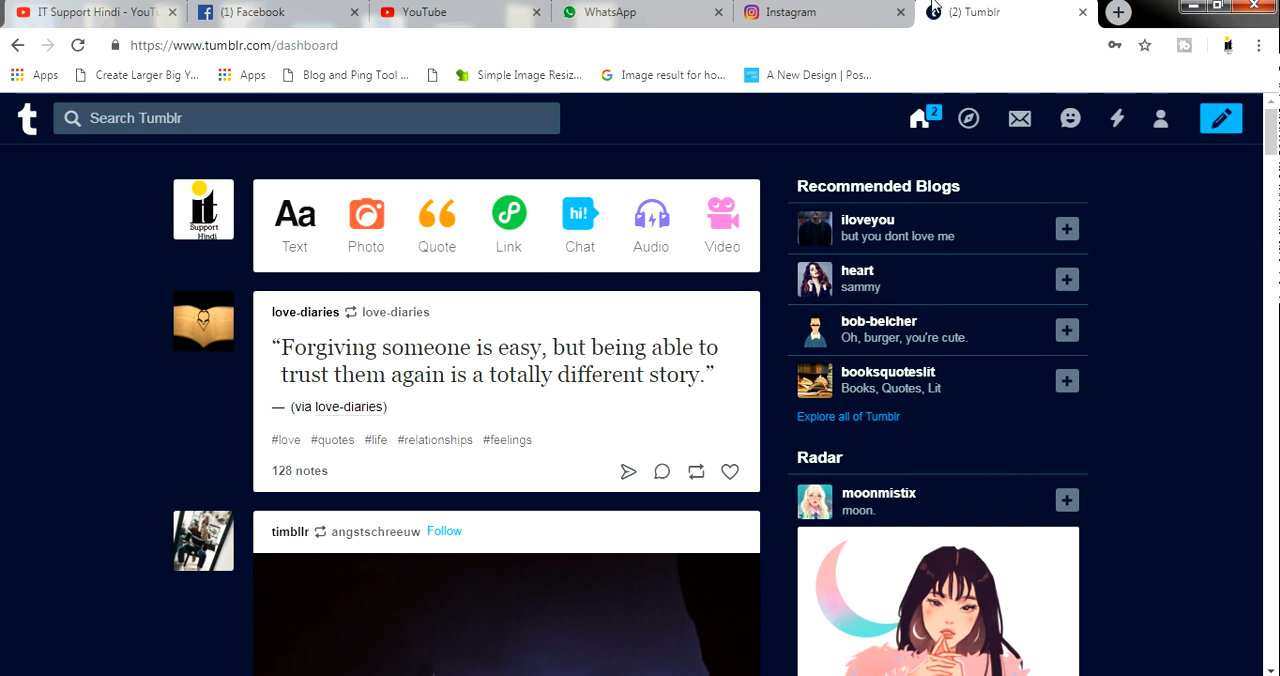 IT Support Hindi - YouT
(1) Facebook
YouTube
WhatsApp
Instagram
(2) Tumblr
https://www.tumblr.com/dashboard
Apps
Create Larger Big Y...
Apps
Blog and Ping Tool ...
Simple Image Resiz...
Image result for ho...
A New Design | Pos...
t
Search Tumblr
2
it
Support
Hindi
Aa
hi!
Text
Photo
Quote
Link
Chat
Audio
Video
love-diaries
love-diaries
“Forgiving someone is easy, but being able to
trust them again is a totally different story.”
— (via love-diaries)
#love #quotes #life #relationships #feelings
128 notes
timbllr
angstschreeuw
Follow
Recommended Blogs
iloveyou
but you dont love me
heart
sammy
bob-belcher
Oh, burger, you're cute.
booksquoteslit
Books, Quotes, Lit
Explore all of Tumblr
Radar
moonmistix
moon.